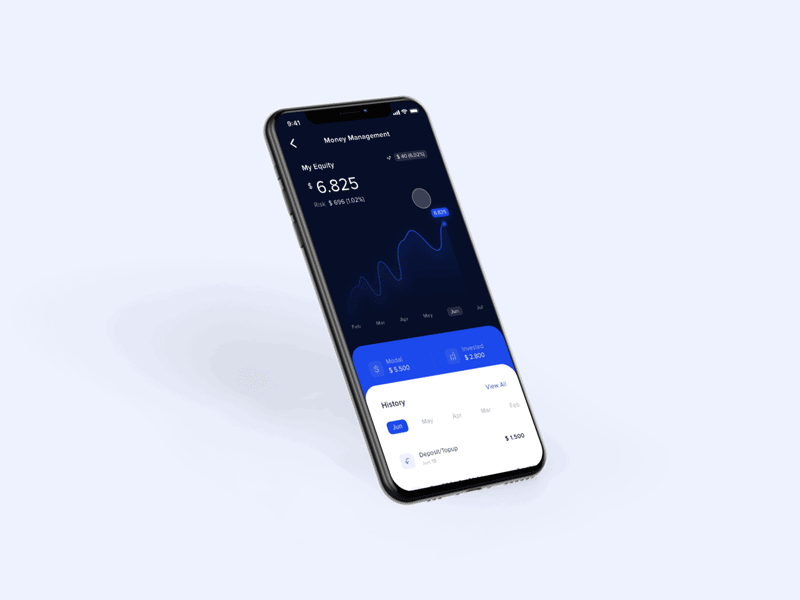 9:41
Money Management
My Equity
$ 40 (6,02%)
$ 6.825
Risk $ 696 (1.02%)
6.825
Feb Mar Apr May Jun Jul
Modal
$ 5.500
Invested
$ 2.800
History
View All
Jun May Apr Mar Feb
Deposit/Topup
Jun 18
$ 1.500